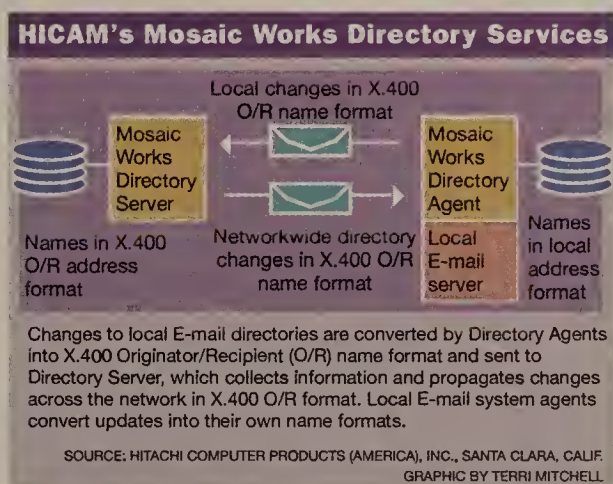 HICAM's Mosaic Works Directory Services
Local changes in X.400
O/R name format
Mosaic
Works
Directory
Server
Mosaic
Works
Directory
Agent
Names in X.400
O/R address
format
Networkwide directory
changes in X.400 O/R
name format
Local
E-mail
server
Names
in local
address
format
Changes to local E-mail directories are converted by Directory Agents
into X.400 Originator/Recipient (O/R) name format and sent to
Directory Server, which collects information and propagates changes
across the network in X.400 O/R format. Local E-mail system agents
convert updates into their own name formats.
SOURCE: HITACHI COMPUTER PRODUCTS (AMERICA), INC., SANTA CLARA, CALIF.
GRAPHIC BY TERRI MITCHELL